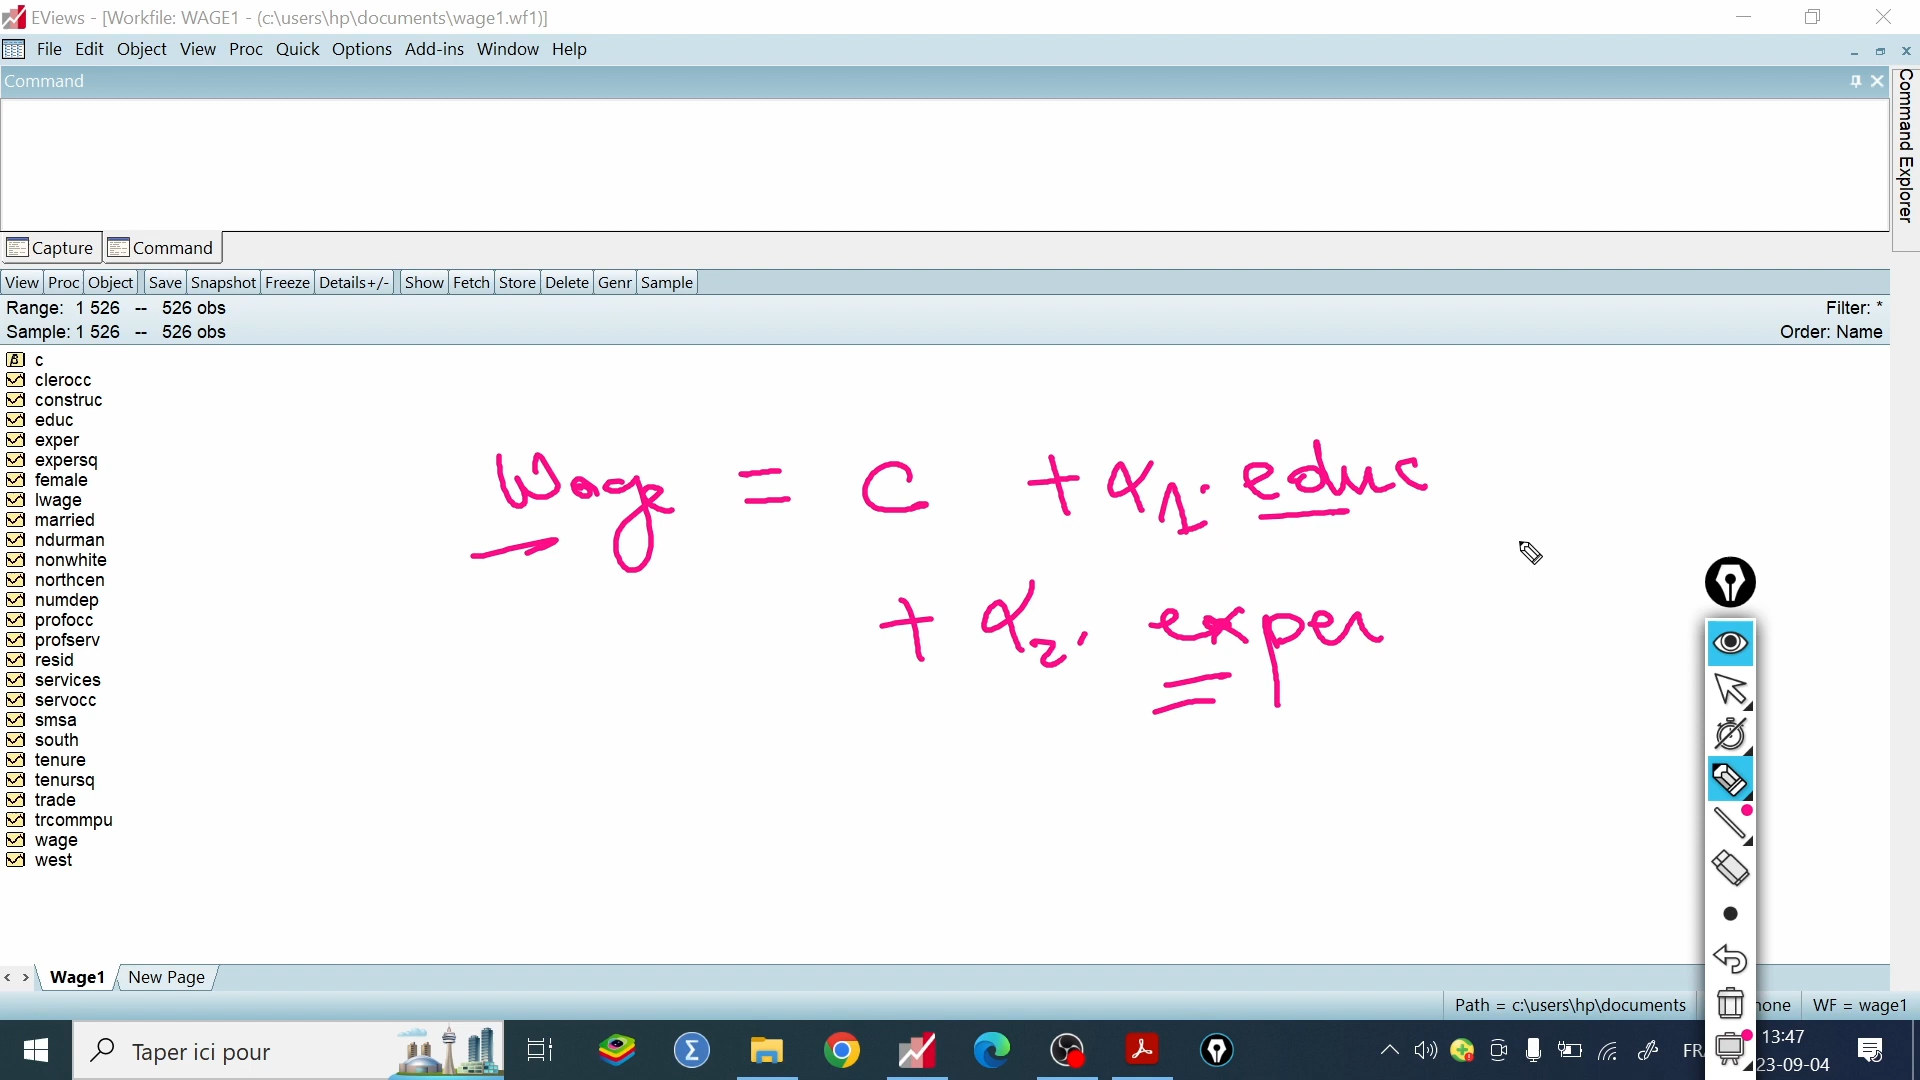 EViews - [Workfile: WAGE1 - (c:\users\hp\documents\wage1.wf1)]
File Edit Object View Proc Quick Options Add-ins Window Help
Command
Command Explorer
Capture Command
View Proc Object Save Snapshot Freeze Details+/- Show Fetch Store Delete Genr Sample
Range: 1 526 -- 526 obs Filter: *
Sample: 1 526 -- 526 obs Order: Name
c
clerocc
construc
educ
exper
expersq
female
lwage
married
ndurman
nonwhite
northcen
numdep
profocc
profserv
resid
services
servocc
smsa
south
tenure
tenursq
trade
trcommpu
wage
west
Wage = C + α1. educ
+ α2. exper
Wage1 New Page
Path = c:\users\hp\documents none WF = wage1
Taper ici pour
FR 13:47
23-09-04